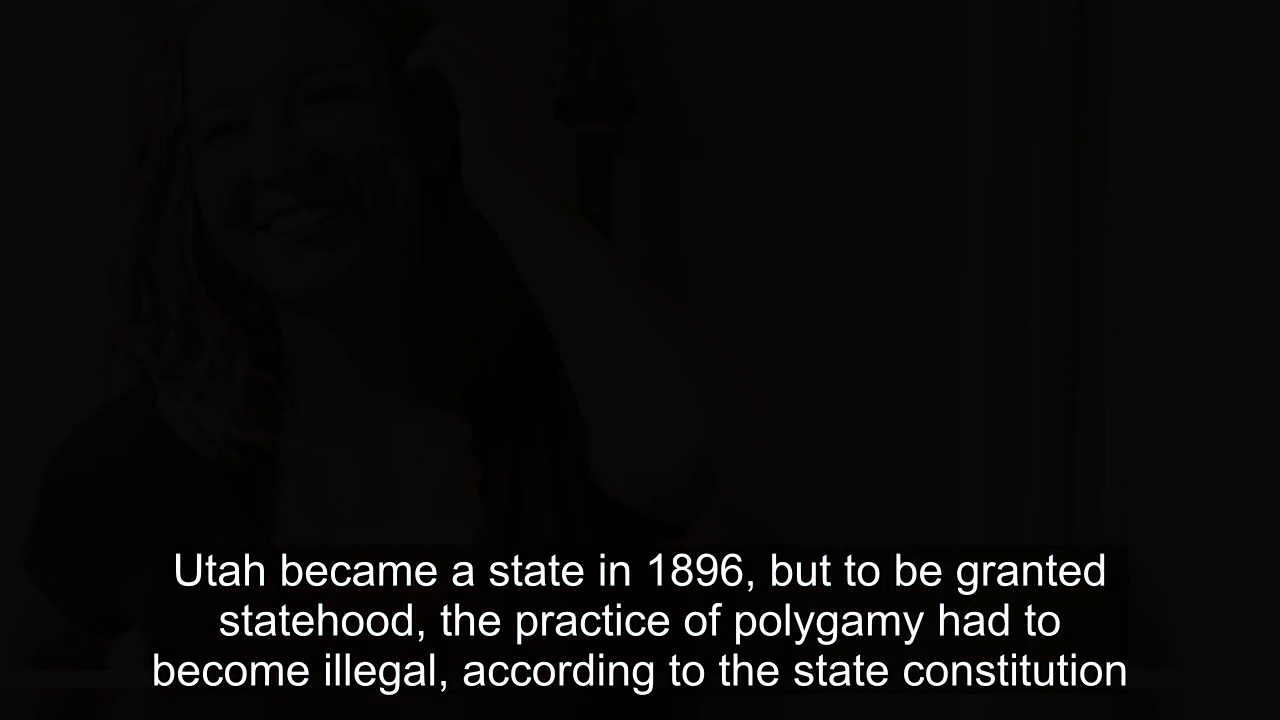 Utah became a state in 1896, but to be granted
statehood, the practice of polygamy had to
become illegal, according to the state constitution